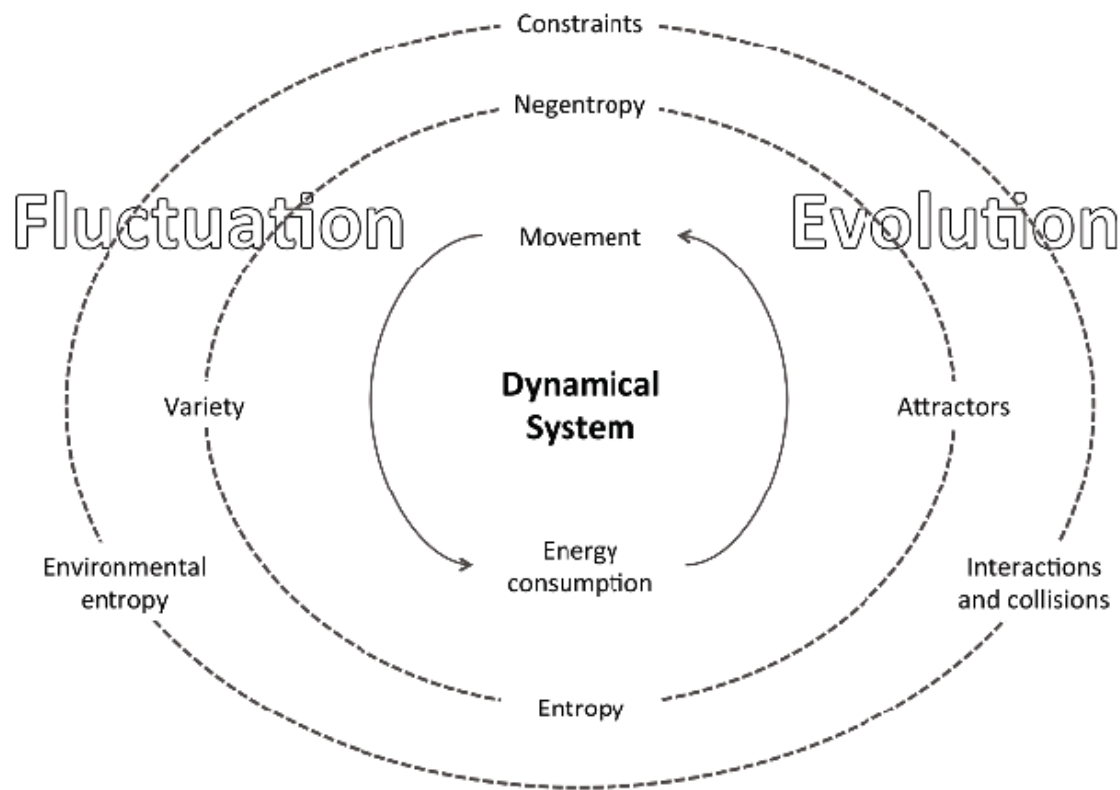 Constraints
Negentropy
Fluctuation
Evolution
Movement
Dynamical
System
Variety
Attractors
Energy
consumption
Environmental
entropy
Interactions
and collisions
Entropy